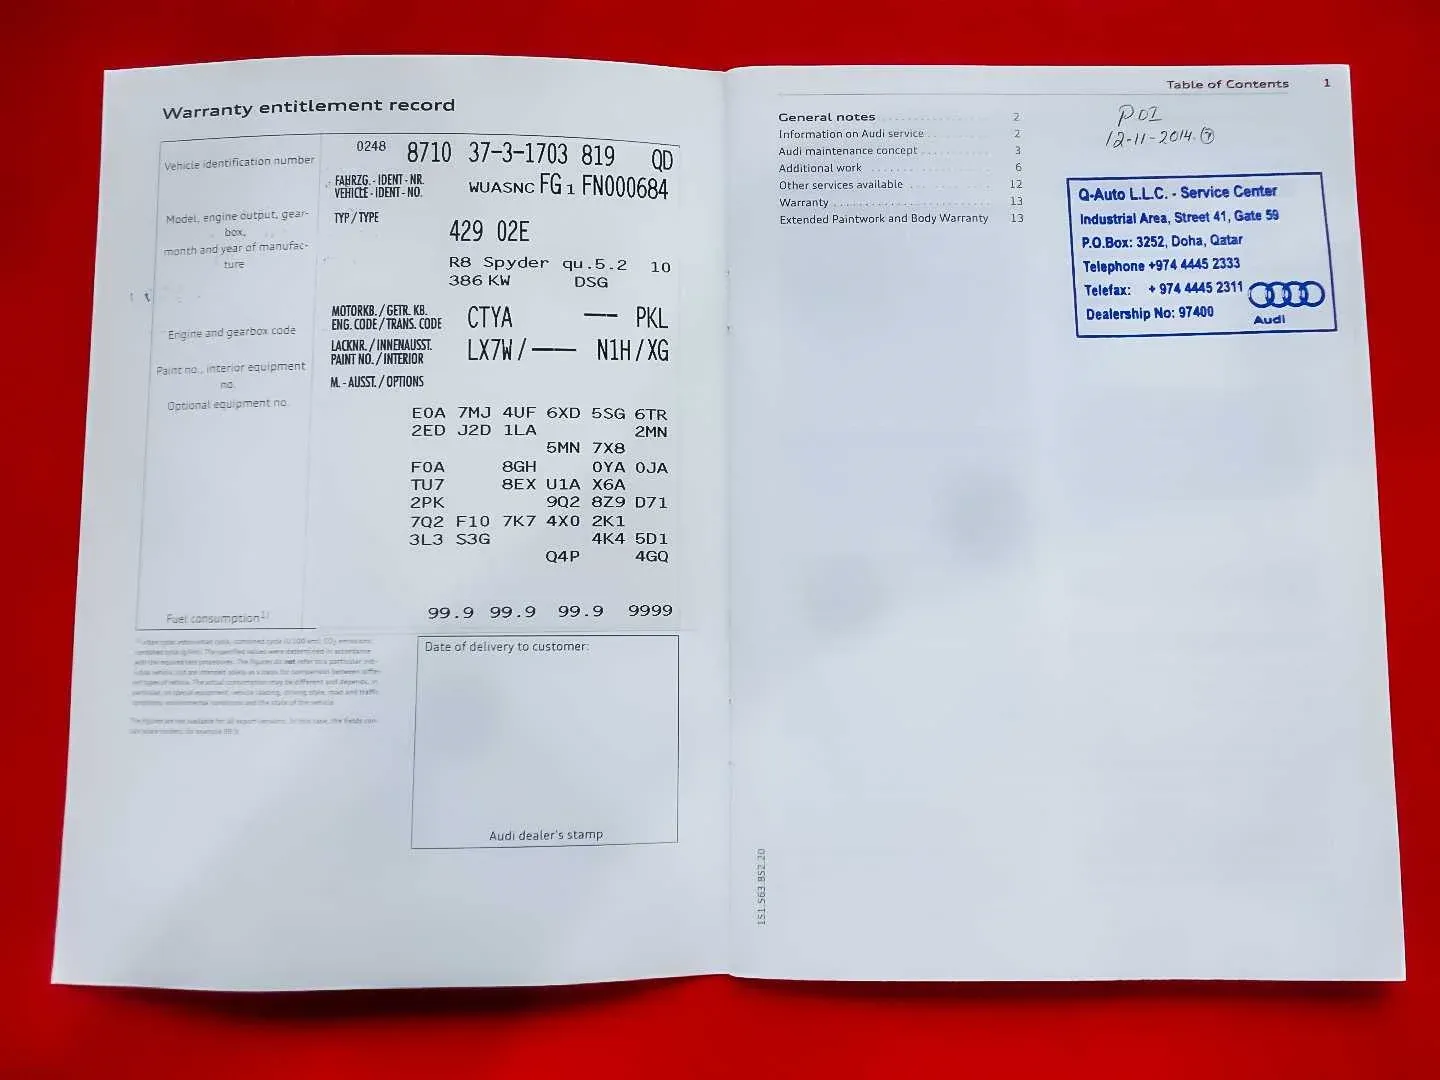 Warranty entitlement record
Vehicle identification number
0248 8710 37-3-1703 819 QD
FAHRZG.-IDENT-NR.
VEHICLE-IDENT-NO.
WUASNC FG 1 FN000684
Model, engine output, gear-
box,
month and year of manufac-
ture
TYP/TYPE
429 02E
R8 Spyder qu.5.2 10
386 KW DSG
Engine and gearbox code
MOTORKB./GETR. KB.
ENG. CODE/TRANS. CODE
CTYA -- PKL
Paint no., interior equipment
no.
LACKNR./INNENAUSST.
PAINT NO./INTERIOR
LX7W/--- N1H/XG
Optional equipment no.
M.-AUSST./OPTIONS
E0A 7MJ 4UF 6XD 5SG 6TR
2ED J2D 1LA 2MN
5MN 7X8
F0A 8GH 0YA 0JA
TU7 8EX U1A X6A
2PK 9Q2 8Z9 D71
7Q2 F10 7K7 4X0 2K1
3L3 S3G 4K4 5D1
Q4P 4GQ
Fuel consumption1)
99.9 99.9 99.9 9999
Date of delivery to customer:
Audi dealer's stamp
Table of Contents 1
General notes 2
Information on Audi service 2
Audi maintenance concept 3
Additional work 6
Other services available 12
Warranty 13
Extended Paintwork and Body Warranty 13
12-11-2014
Q-Auto L.L.C. - Service Center
Industrial Area, Street 41, Gate 59
P.O.Box: 3252, Doha, Qatar
Telephone +974 4445 2333
Telefax: + 974 4445 2311
Dealership No: 97400
Audi
151.563.8S2.20